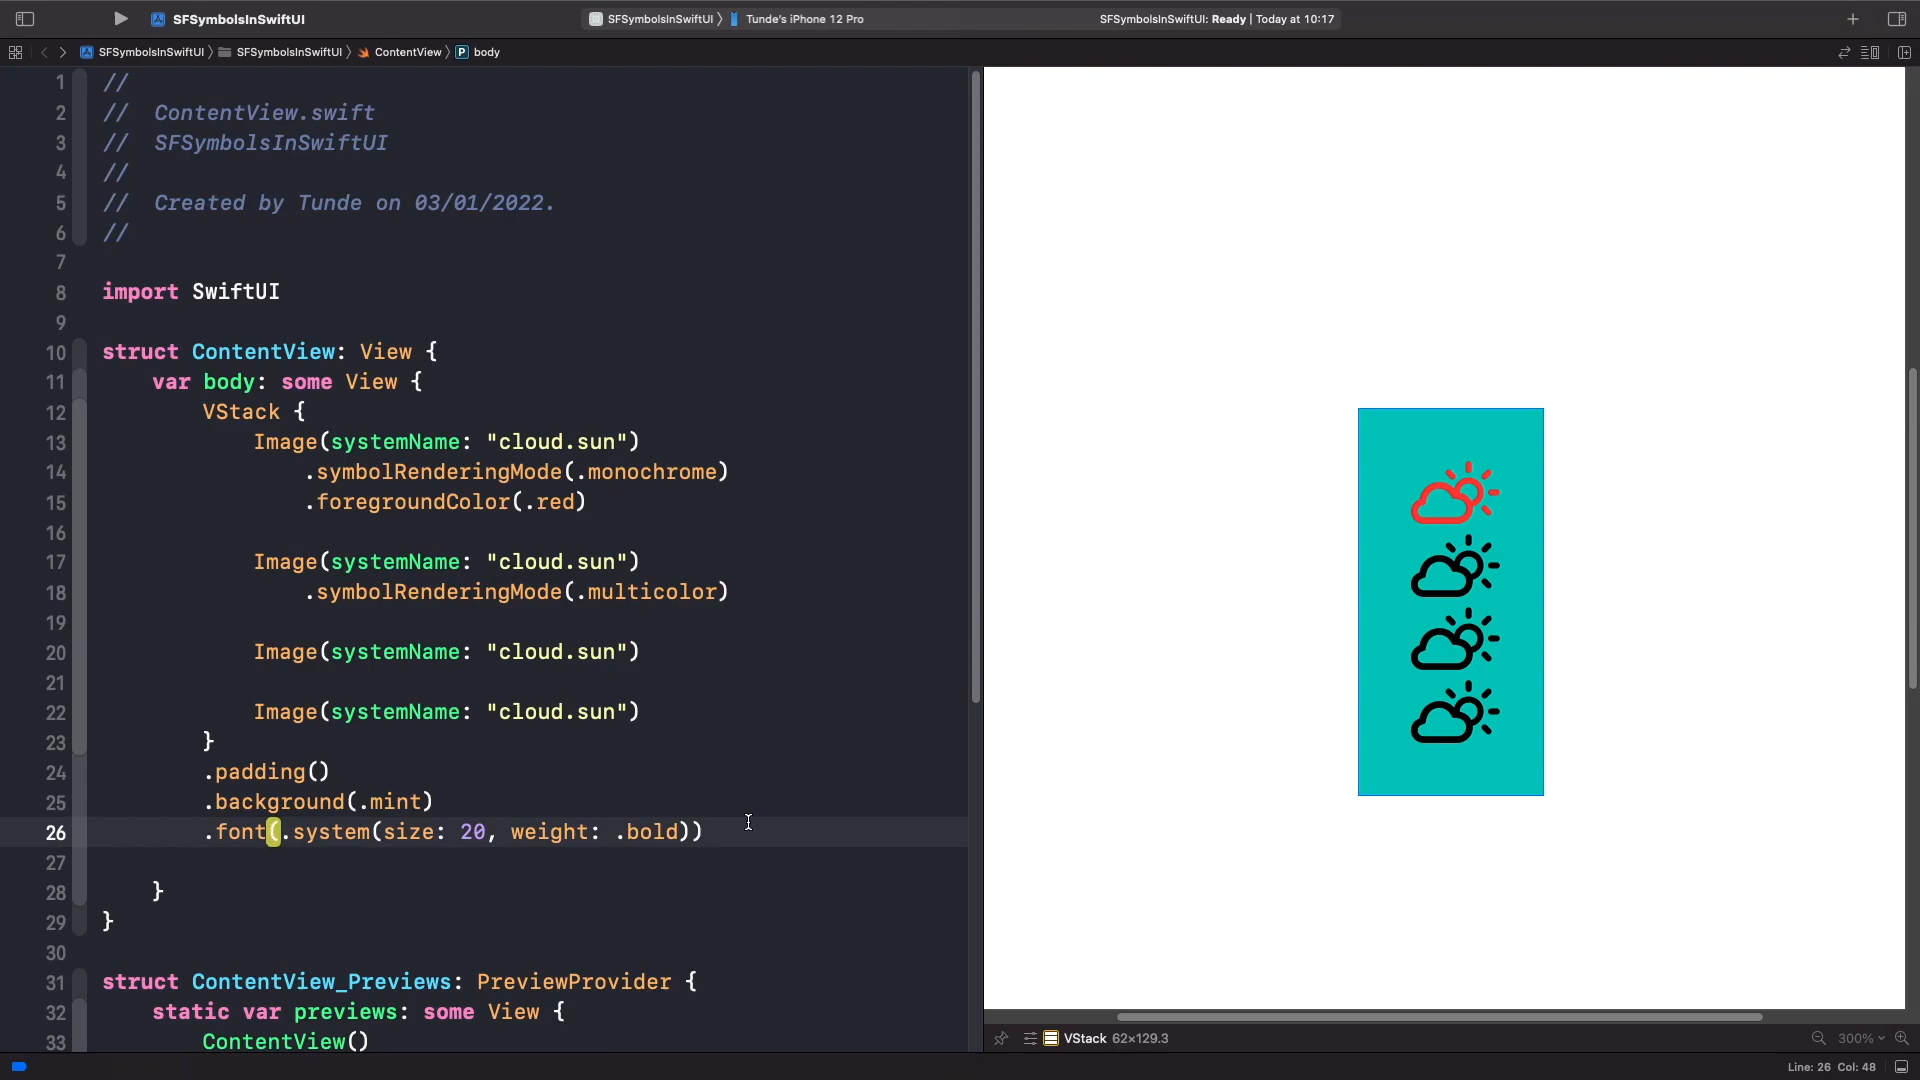 SFSymbolsInSwiftUI
SFSymbolsInSwiftUI 〉 Tunde's iPhone 12 Pro
SFSymbolsInSwiftUI: Ready | Today at 10:17
SFSymbolsInSwiftUI 〉 SFSymbolsInSwiftUI 〉 ContentView 〉 P body
1 //
2 //  ContentView.swift
3 //  SFSymbolsInSwiftUI
4 //
5 //  Created by Tunde on 03/01/2022.
6 //
7
8 import SwiftUI
9
10 struct ContentView: View {
11     var body: some View {
12         VStack {
13             Image(systemName: "cloud.sun")
14                 .symbolRenderingMode(.monochrome)
15                 .foregroundColor(.red)
16
17             Image(systemName: "cloud.sun")
18                 .symbolRenderingMode(.multicolor)
19
20             Image(systemName: "cloud.sun")
21
22             Image(systemName: "cloud.sun")
23         }
24         .padding()
25         .background(.mint)
26         .font(.system(size: 20, weight: .bold))
27
28     }
29 }
30
31 struct ContentView_Previews: PreviewProvider {
32     static var previews: some View {
33         ContentView()
VStack 62×129.3
300%
Line: 26 Col: 48